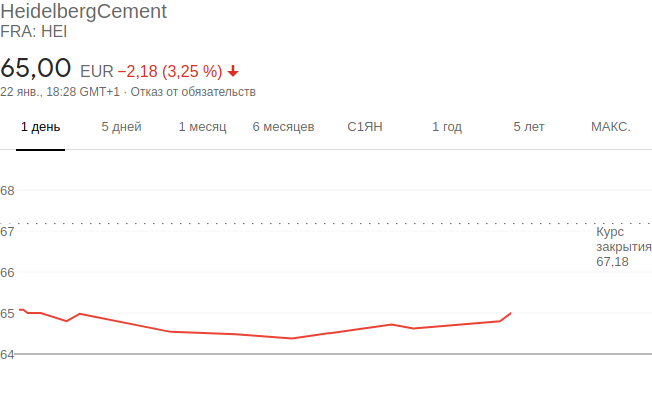 HeidelbergCement
FRA: HEI
65,00 EUR −2,18 (3,25 %)
22 янв., 18:28 GMT+1 · Отказ от обязательств
1 день 5 дней 1 месяц 6 месяцев С1ЯН 1 год 5 лет МАКС.
68
67
Курс
закрытия
67,18
66
65
64